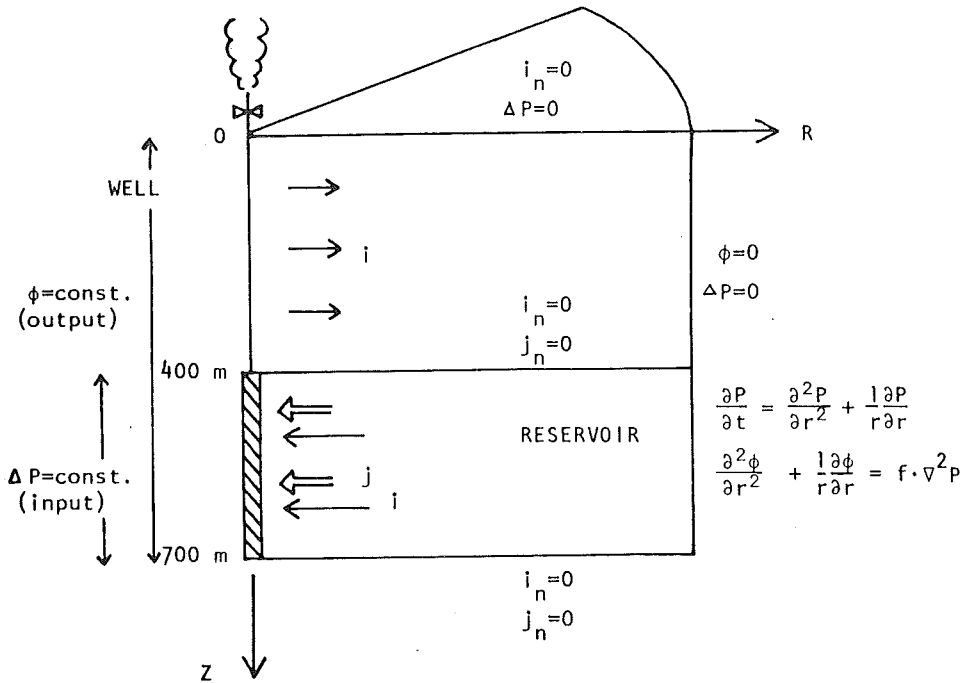 i_n=0
ΔP=0
O
R
WELL
i
ϕ=0
ΔP=0
ϕ=const.
(output)
i_n=0
j_n=0
400 m
RESERVOIR
∂P/∂t = ∂²P/∂r² + 1/r ∂P/∂r
∂²ϕ/∂r² + 1/r ∂ϕ/∂r = f·∇²P
ΔP=const.
(input)
j
i
700 m
i_n=0
j_n=0
Z